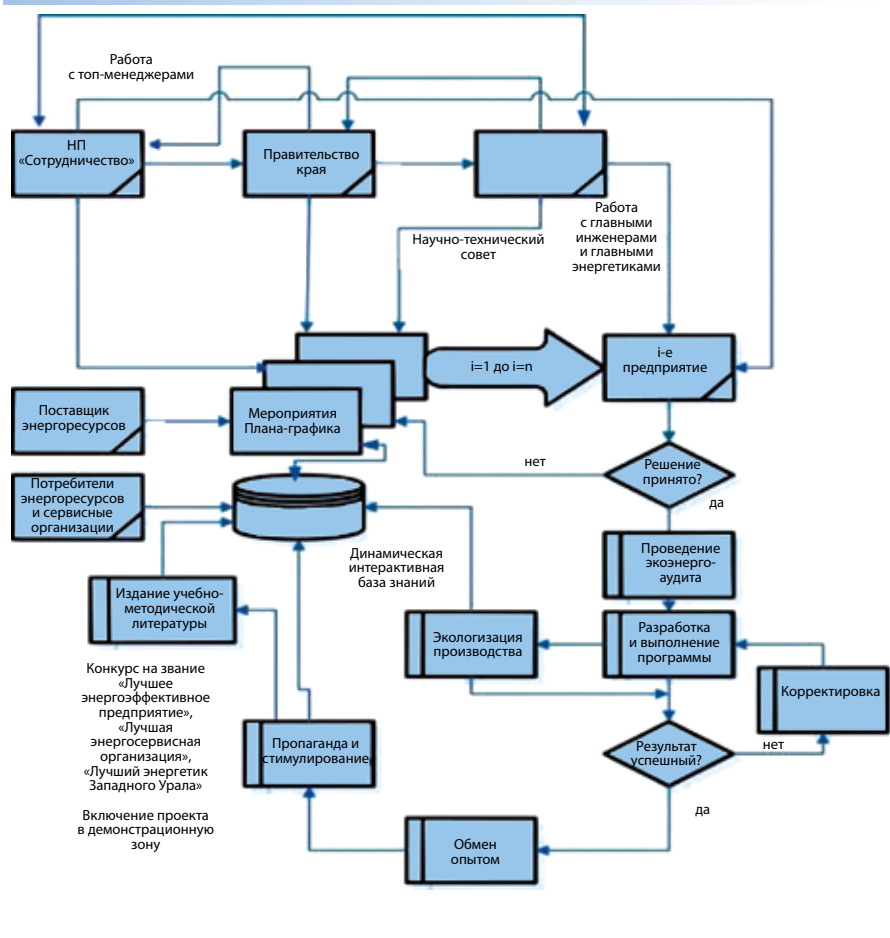 Работа
с топ-менеджерами
НП
«Сотрудничество»
Правительство
края
Работа
с главными
инженерами
и главными
энергетиками
Научно-технический
совет
i=1 до i=n
i-е
предприятие
Поставщик
энергоресурсов
Мероприятия
Плана-графика
нет
Решение
принято?
да
Потребители
энергоресурсов
и сервисные
организации
Динамическая
интерактивная
база знаний
Проведение
экоэнерго-
аудита
Издание учебно-
методической
литературы
Экологизация
производства
Разработка
и выполнение
программы
Корректировка
Конкурс на звание
«Лучшее
энергоэффективное
предприятие»,
«Лучшая
энергосервисная
организация»,
«Лучший энергетик
Западного Урала»
Пропаганда и
стимулирование
Результат
успешный?
нет
да
Включение проекта
в демонстрационную
зону
Обмен
опытом